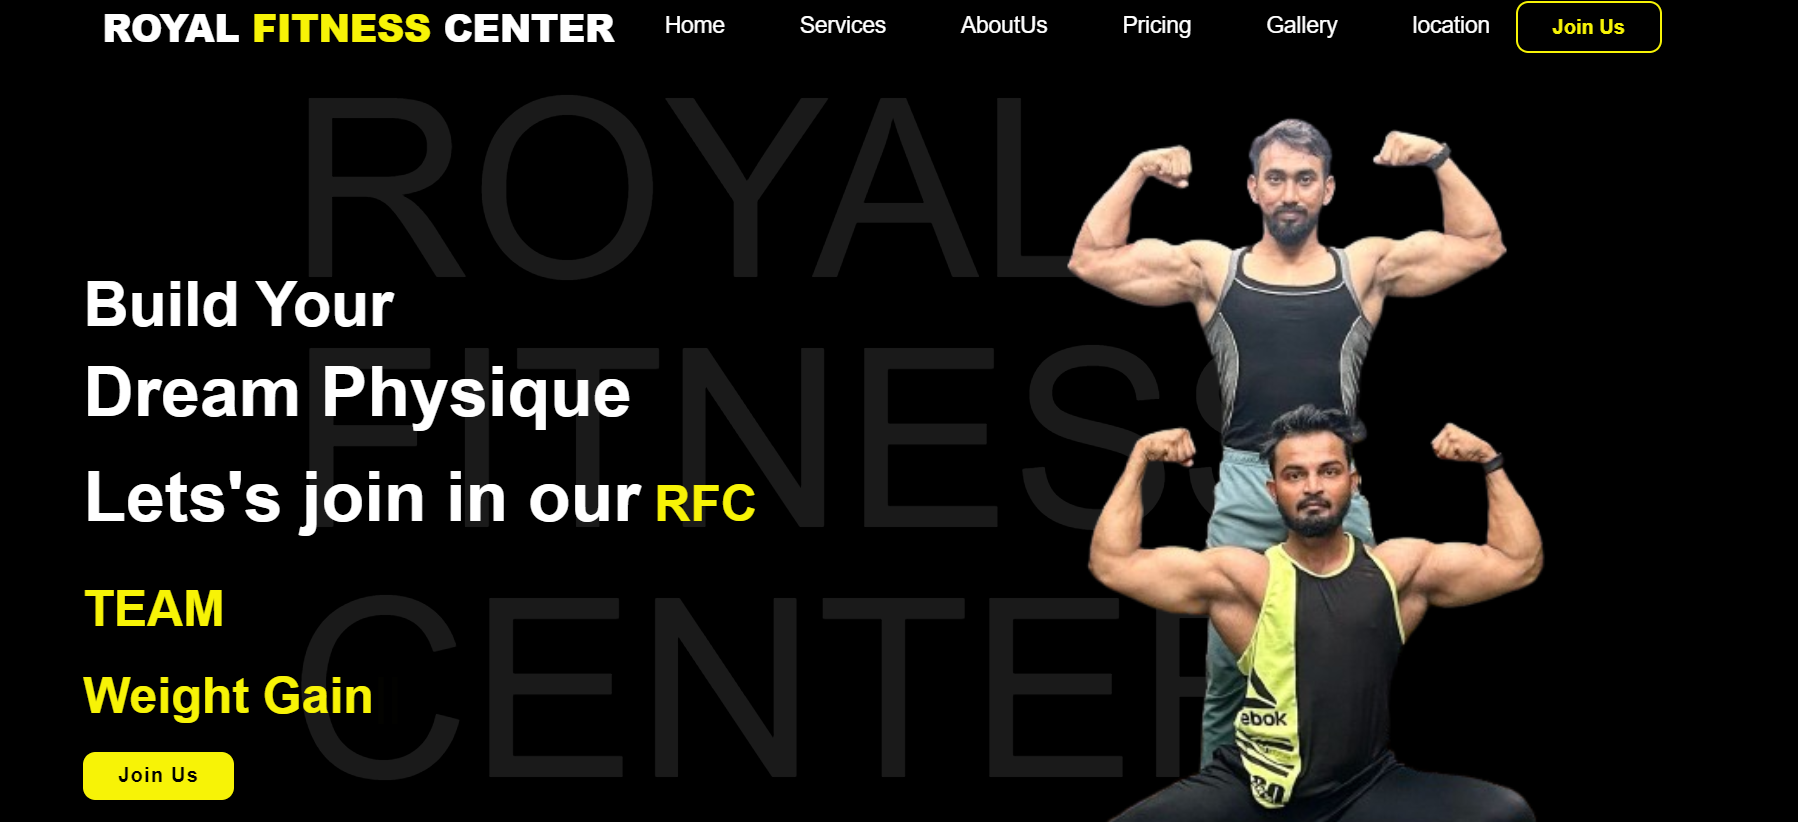 ROYAL FITNESS CENTER
Home Services AboutUs Pricing Gallery location Join Us
ROYAL
Build Your
FITNESS
Dream Physique
Lets's join in our RFC
CENTER
TEAM
Weight Gain
Join Us
ebok